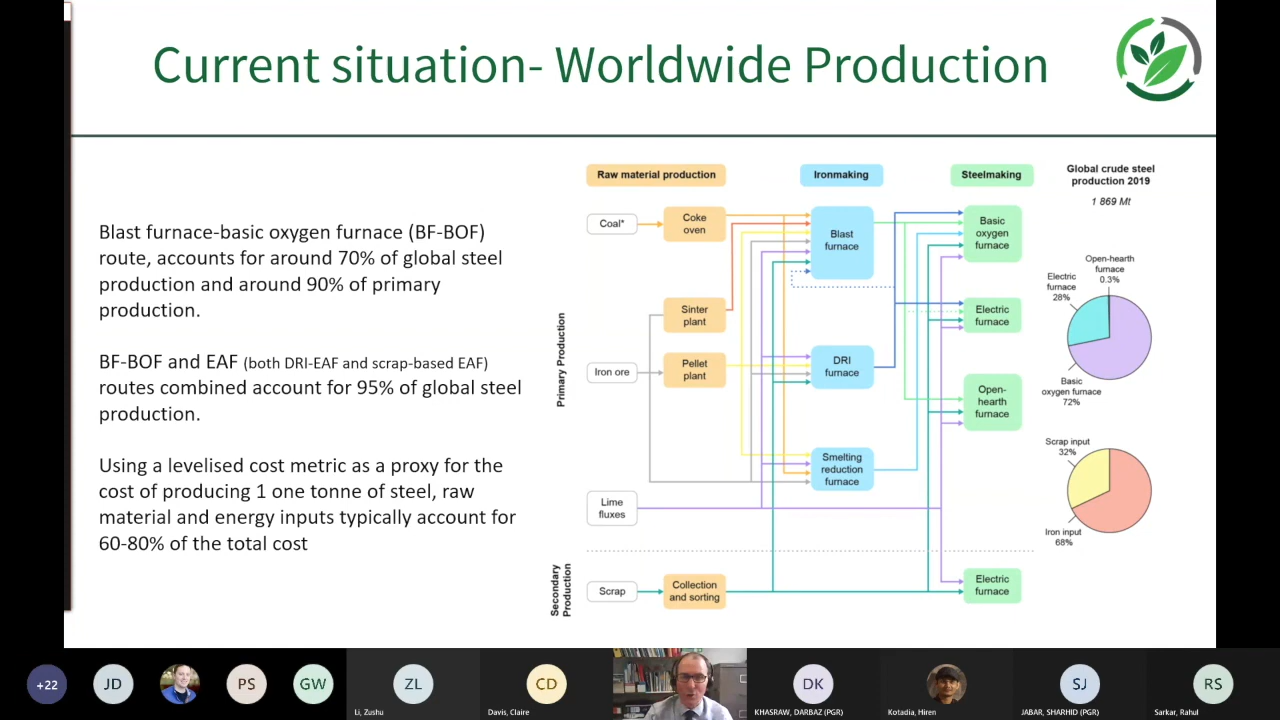 Current situation- Worldwide Production
Blast furnace-basic oxygen furnace (BF-BOF)
route, accounts for around 70% of global steel
production and around 90% of primary
production.
BF-BOF and EAF (both DRI-EAF and scrap-based EAF)
routes combined account for 95% of global steel
production.
Using a levelised cost metric as a proxy for the
cost of producing 1 one tonne of steel, raw
material and energy inputs typically account for
60-80% of the total cost
Raw material production
Ironmaking
Steelmaking
Primary Production
Coal*
Coke
oven
Blast
furnace
Basic
oxygen
furnace
Sinter
plant
Electric
furnace
Iron ore
Pellet
plant
DRI
furnace
Open-
hearth
furnace
Smelting
reduction
furnace
Lime
fluxes
Secondary
Production
Scrap
Collection
and sorting
Electric
furnace
Global crude steel
production 2019
1 869 Mt
Open-hearth
furnace
0.3%
Electric
furnace
28%
Basic
oxygen furnace
72%
Scrap input
32%
Iron input
68%
+22
JD
PS
GW
ZL
Li, Zushu
CD
Davis, Claire
DK
KHASRAW, DARBAZ (PGR)
Kotadia, Hiren
SJ
JABAR, SHARHID (PGR)
RS
Sarkar, Rahul